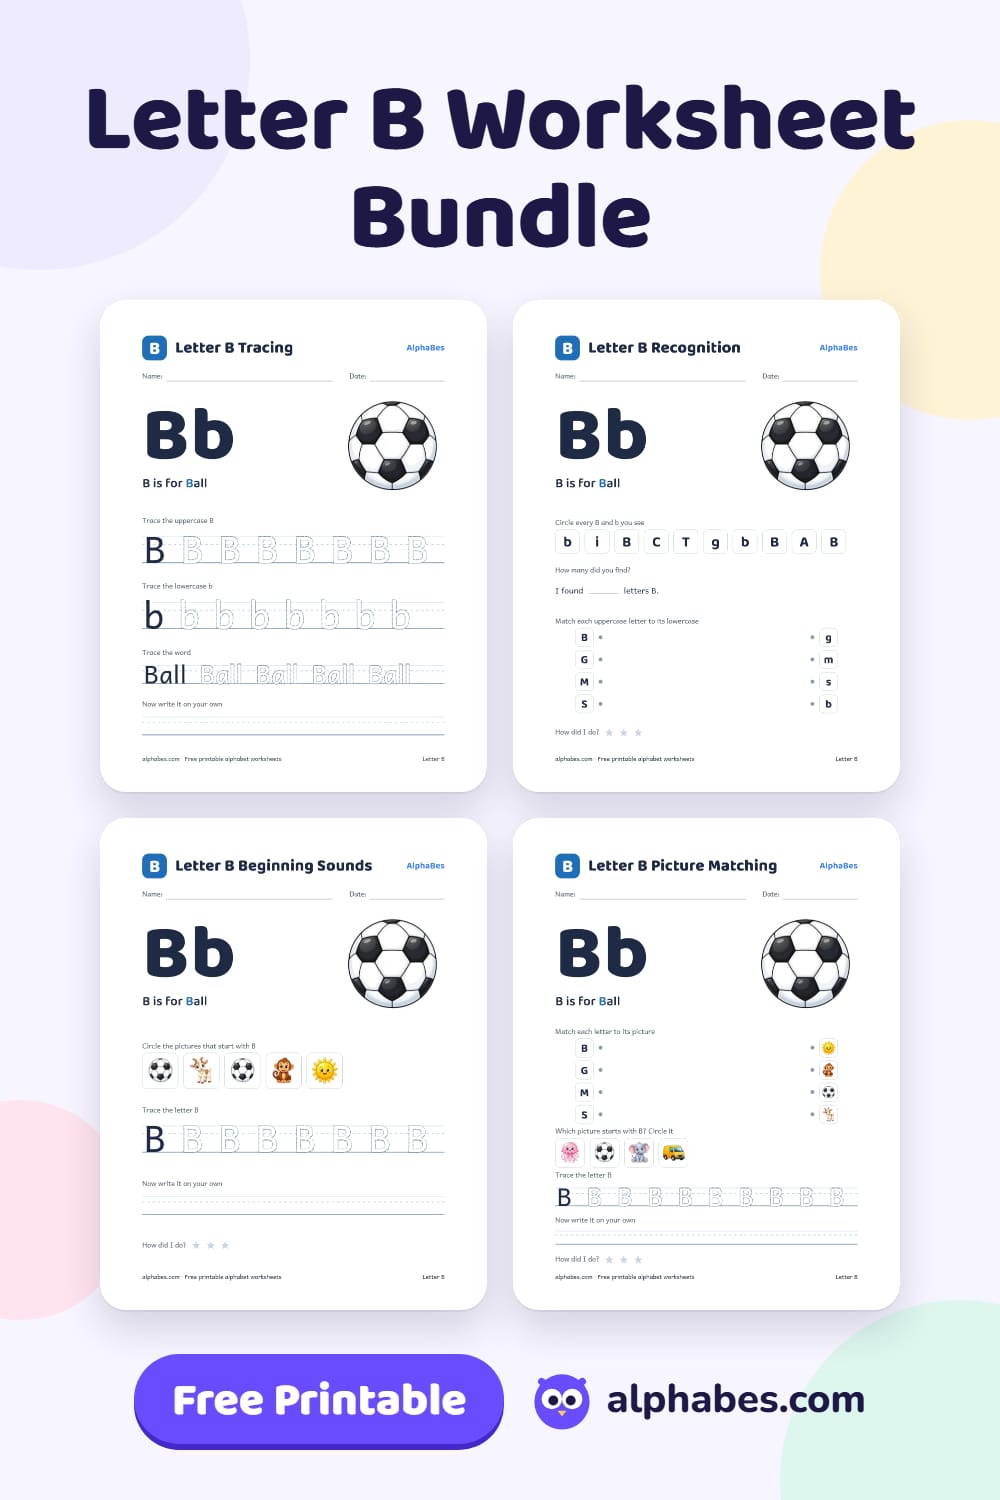 Letter B Worksheet
Bundle
B Letter B Tracing AlphaBes
Name: Date:
Bb
B is for Ball
Trace the uppercase B
B B B B B B B B
Trace the lowercase b
b b b b b b b b
Trace the word
Ball Ball Ball Ball Ball
Now write it on your own
alphabes.com Free printable alphabet worksheets Letter B
B Letter B Recognition AlphaBes
Name: Date:
Bb
B is for Ball
Circle every B and b you see
b i B C T g b B A B
How many did you find?
I found letters B.
Match each uppercase letter to its lowercase
B g
G m
M s
S b
How did I do?
alphabes.com Free printable alphabet worksheets Letter B
B Letter B Beginning Sounds AlphaBes
Name: Date:
Bb
B is for Ball
Circle the pictures that start with B
Trace the letter B
B B B B B B B B
Now write it on your own
How did I do?
alphabes.com Free printable alphabet worksheets Letter B
B Letter B Picture Matching AlphaBes
Name: Date:
Bb
B is for Ball
Match each letter to its picture
B
G
M
S
Which picture starts with B? Circle it
Trace the letter B
B B B B B B B B B B
Now write it on your own
How did I do?
alphabes.com Free printable alphabet worksheets Letter B
Free Printable alphabes.com